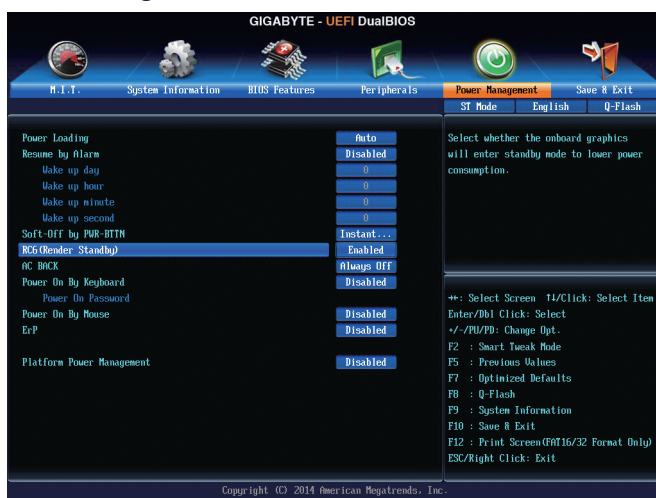 GIGABYTE - UEFI DualBIOS
M.I.T. System Information BIOS Features Peripherals Power Management Save & Exit
ST Mode English Q-Flash
Power Loading Auto
Resume by Alarm Disabled
Wake up day 0
Wake up hour 0
Wake up minute 0
Wake up second 0
Soft-Off by PWR-BTTN Instant...
RC6(Render Standby) Enabled
AC BACK Always Off
Power On By Keyboard Disabled
Power On Password
Power On By Mouse Disabled
ErP Disabled
Platform Power Management Disabled
Select whether the onboard graphics
will enter standby mode to lower power
consumption.
→←: Select Screen ↑↓/Click: Select Item
Enter/Dbl Click: Select
+/-/PU/PD: Change Opt.
F2 : Smart Tweak Mode
F5 : Previous Values
F7 : Optimized Defaults
F8 : Q-Flash
F9 : System Information
F10 : Save & Exit
F12 : Print Screen(FAT16/32 Format Only)
ESC/Right Click: Exit
Copyright (C) 2014 American Megatrends, Inc.